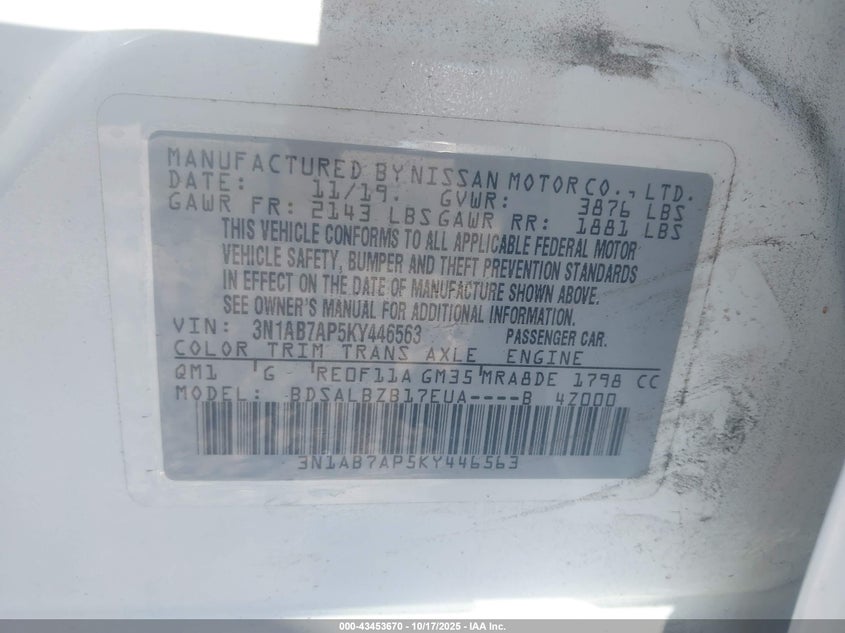 MANUFACTURED BY NISSAN MOTOR CO., LTD.
DATE: 11/19. GVWR: 3876 LBS
GAWR FR: 2143 LBS GAWR RR: 1881 LBS
THIS VEHICLE CONFORMS TO ALL APPLICABLE FEDERAL MOTOR
VEHICLE SAFETY, BUMPER AND THEFT PREVENTION STANDARDS
IN EFFECT ON THE DATE OF MANUFACTURE SHOWN ABOVE.
SEE OWNER'S MANUAL FOR ADDITIONAL INFORMATION.
VIN: 3N1AB7AP5KY446563 PASSENGER CAR.
COLOR TRIM TRANS AXLE ENGINE
QM1 G RE0F11A GM35 MRA8DE 1798 CC
MODEL: BDSALBZB17EUA----B 4Z000
3N1AB7AP5KY446563
000-43453670 - 10/17/2025 - IAA Inc.